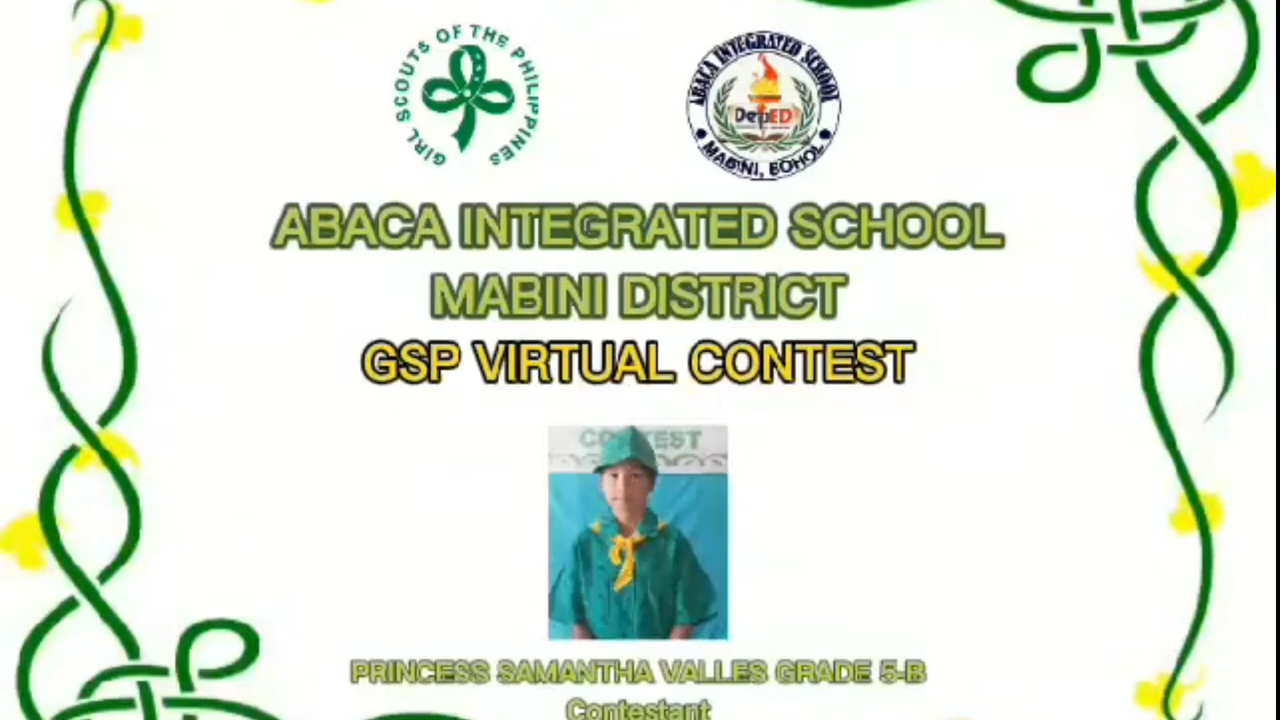 GIRL SCOUTS OF THE PHILIPPINES
ABACA INTEGRATED SCHOOL
DepED
MABINI, BOHOL
ABACA INTEGRATED SCHOOL
MABINI DISTRICT
GSP VIRTUAL CONTEST
CONTEST
PRINCESS SAMANTHA VALLES GRADE 5-B
Contestant